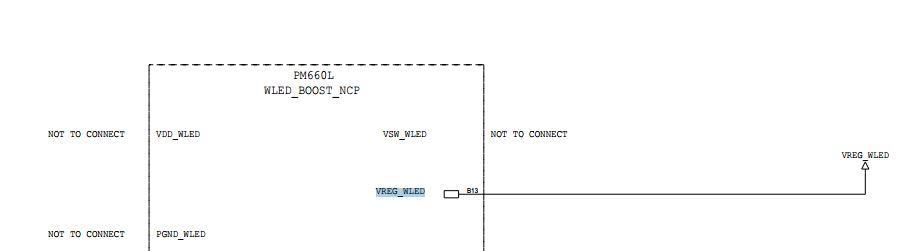 PM660L
WLED_BOOST_NCP
NOT TO CONNECT VDD_WLED VSW_WLED NOT TO CONNECT
VREG_WLED
VREG_WLED B13
NOT TO CONNECT PGND_WLED